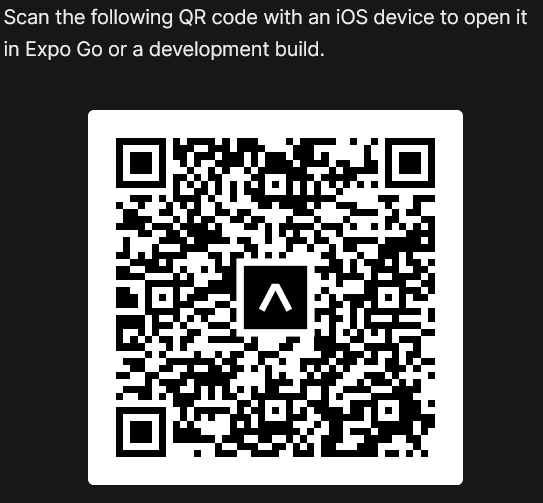 Scan the following QR code with an iOS device to open it
in Expo Go or a development build.